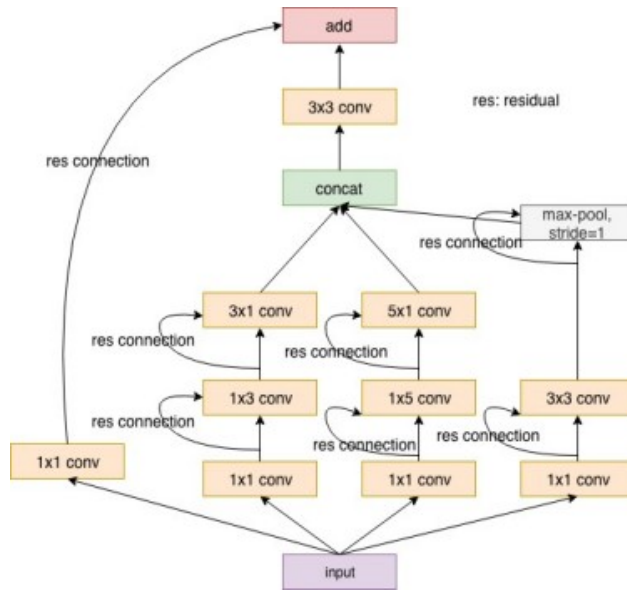 add
3x3 conv
res: residual
res connection
concat
max-pool,
stride=1
res connection
3x1 conv
5x1 conv
res connection
res connection
1x3 conv
1x5 conv
3x3 conv
res connection
res connection
res connection
1x1 conv
1x1 conv
1x1 conv
1x1 conv
input